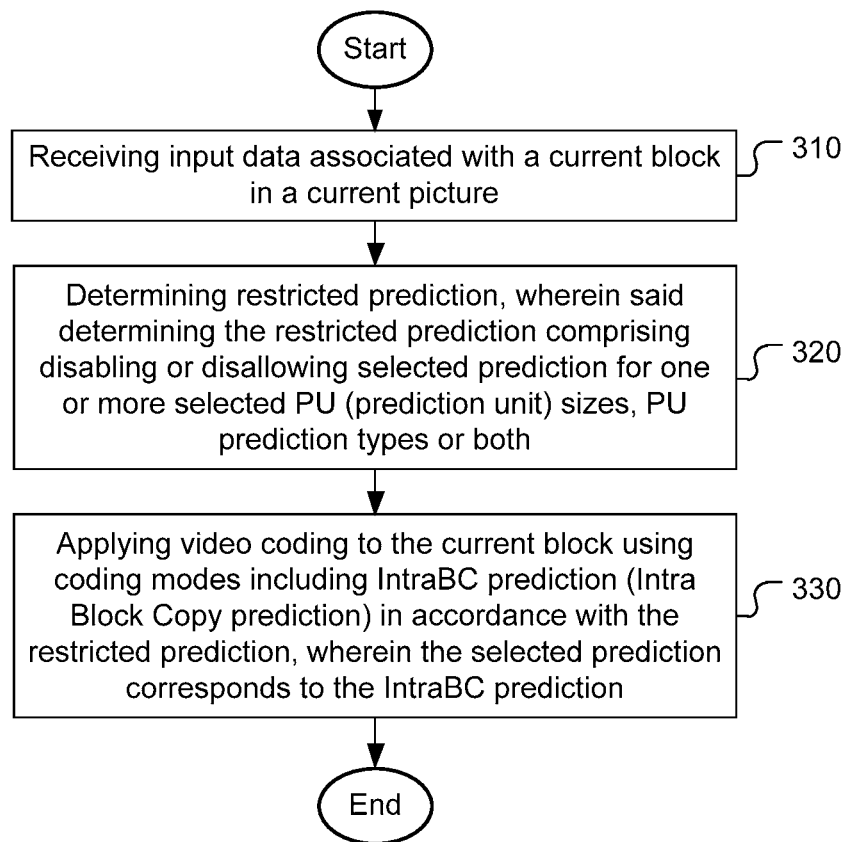 Start
Receiving input data associated with a current block
in a current picture
310
Determining restricted prediction, wherein said
determining the restricted prediction comprising
disabling or disallowing selected prediction for one
or more selected PU (prediction unit) sizes, PU
prediction types or both
320
Applying video coding to the current block using
coding modes including IntraBC prediction (Intra
Block Copy prediction) in accordance with the
restricted prediction, wherein the selected prediction
corresponds to the IntraBC prediction
330
End